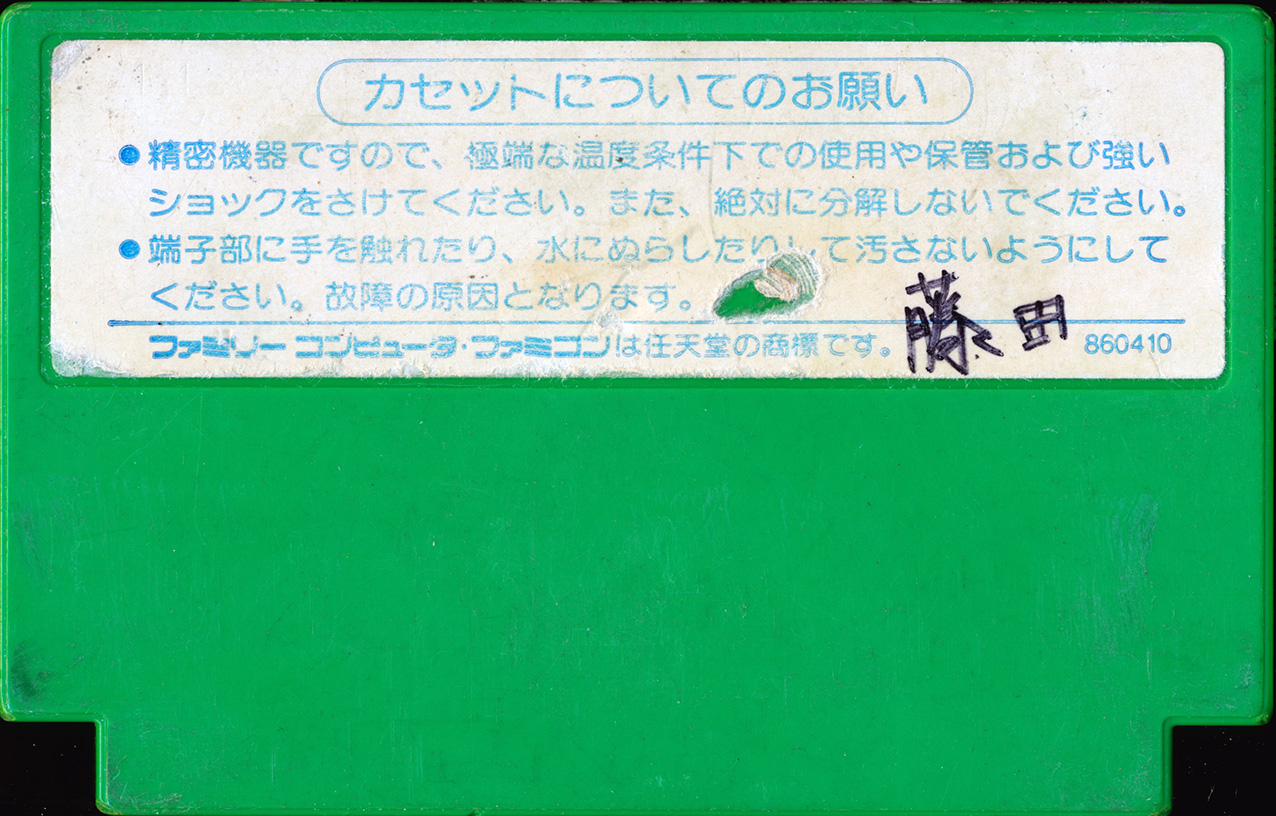 カセットについてのお願い
●精密機器ですので、極端な温度条件下での使用や保管および強い
ショックをさけてください。また、絶対に分解しないでください。
●端子部に手を触れたり、水にぬらしたりして汚さないようにして
ください。故障の原因となります。
ファミリーコンピュータ・ファミコンは任天堂の商標です。
藤田
860410